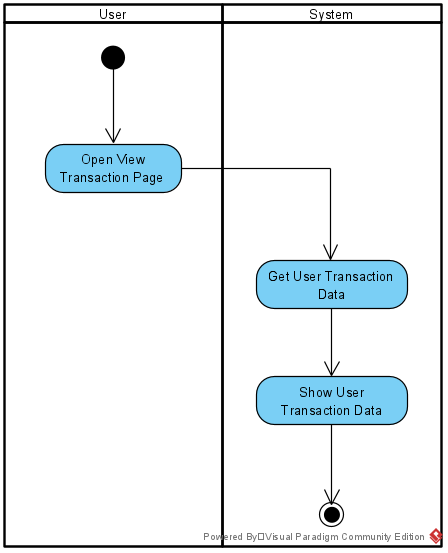 User
System
Open View
Transaction Page
Get User Transaction
Data
Show User
Transaction Data
Powered By□Visual Paradigm Community Edition